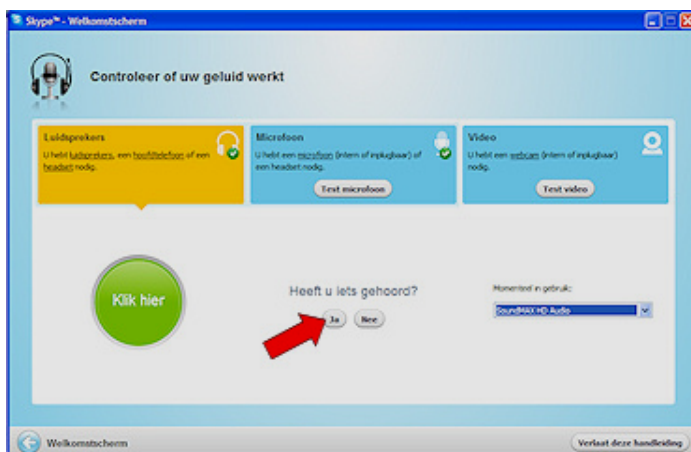 Skype™ - Welkomstscherm
Controleer of uw geluid werkt
Luidsprekers
U hebt luidsprekers, een hoofdtelefoon of een
headset nodig.
Microfoon
U hebt een microfoon (intern of inplugbaar) of
een headset nodig.
Test microfoon
Video
U hebt een webcam (intern of inplugbaar)
nodig.
Test video
Klik hier
Heeft u iets gehoord?
Ja
Nee
Momenteel in gebruik:
SoundMAX HD Audio
Welkomstscherm
Verlaat deze handleiding